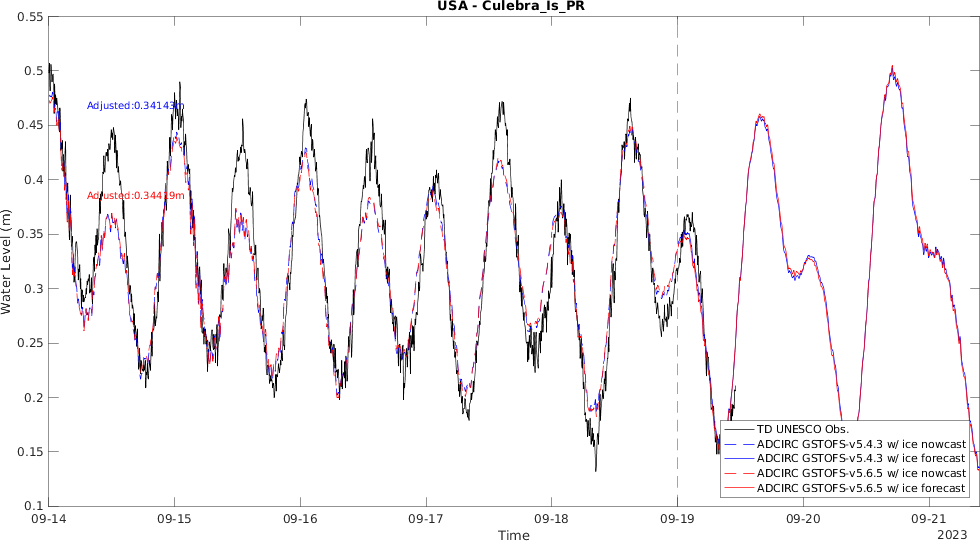 USA - Culebra_Is_PR
0.55
0.5
0.45
0.4
0.35
0.3
0.25
0.2
0.15
0.1
Water Level (m)
Adjusted:0.34143m
Adjusted:0.34419m
TD UNESCO Obs.
ADCIRC GSTOFS-v5.4.3 w/ ice nowcast
ADCIRC GSTOFS-v5.4.3 w/ ice forecast
ADCIRC GSTOFS-v5.6.5 w/ ice nowcast
ADCIRC GSTOFS-v5.6.5 w/ ice forecast
09-14 09-15 09-16 09-17 09-18 09-19 09-20 09-21
Time
2023